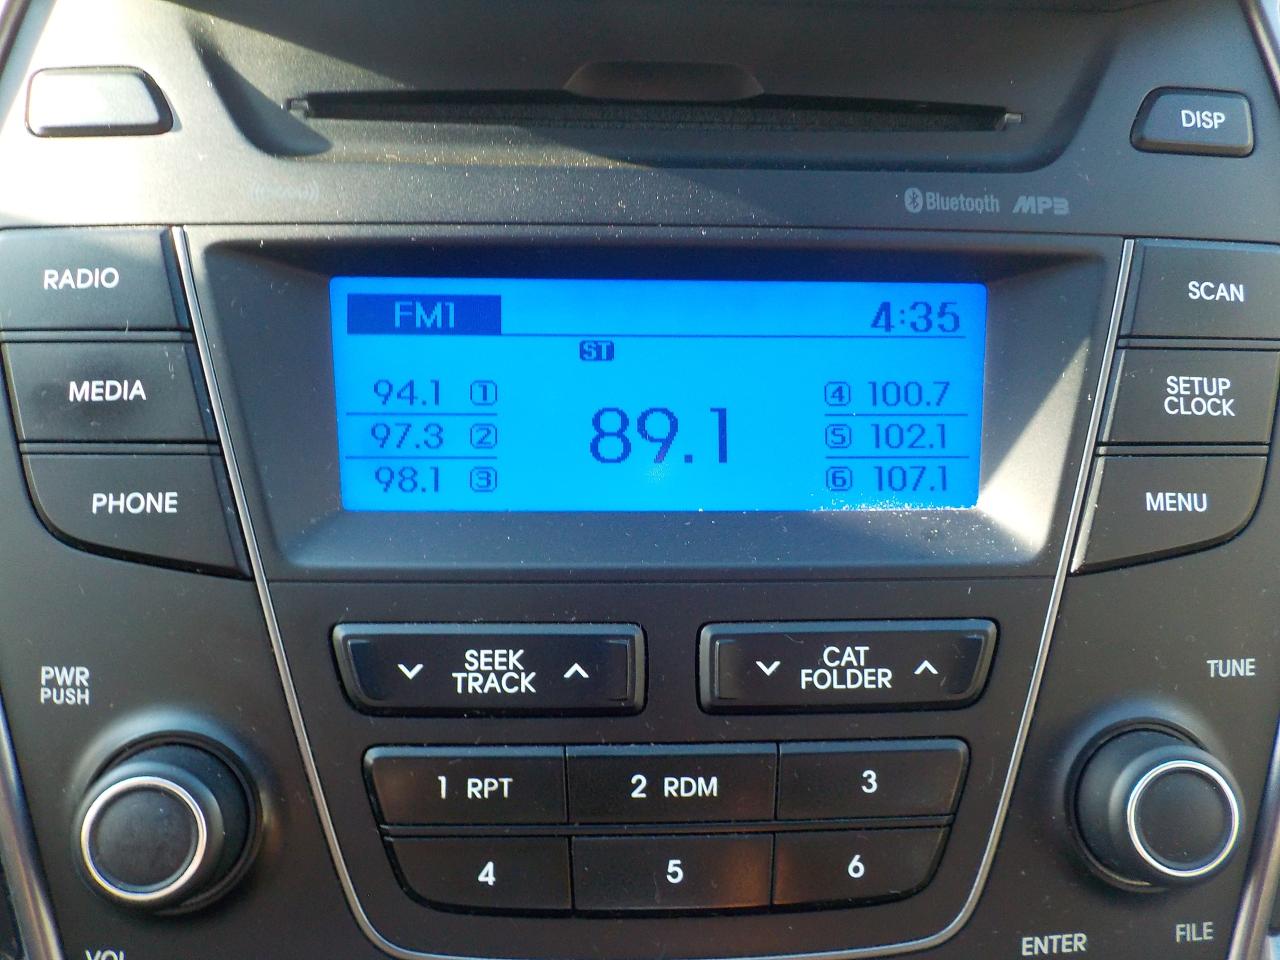 DISP
Bluetooth MP3
RADIO
MEDIA
PHONE
FM1 4:35
ST
94.1 1
97.3 2
98.1 3
89.1
4 100.7
5 102.1
6 107.1
SCAN
SETUP
CLOCK
MENU
PWR
PUSH
SEEK
TRACK
CAT
FOLDER
TUNE
1 RPT
2 RDM
3
4
5
6
VOL
ENTER
FILE